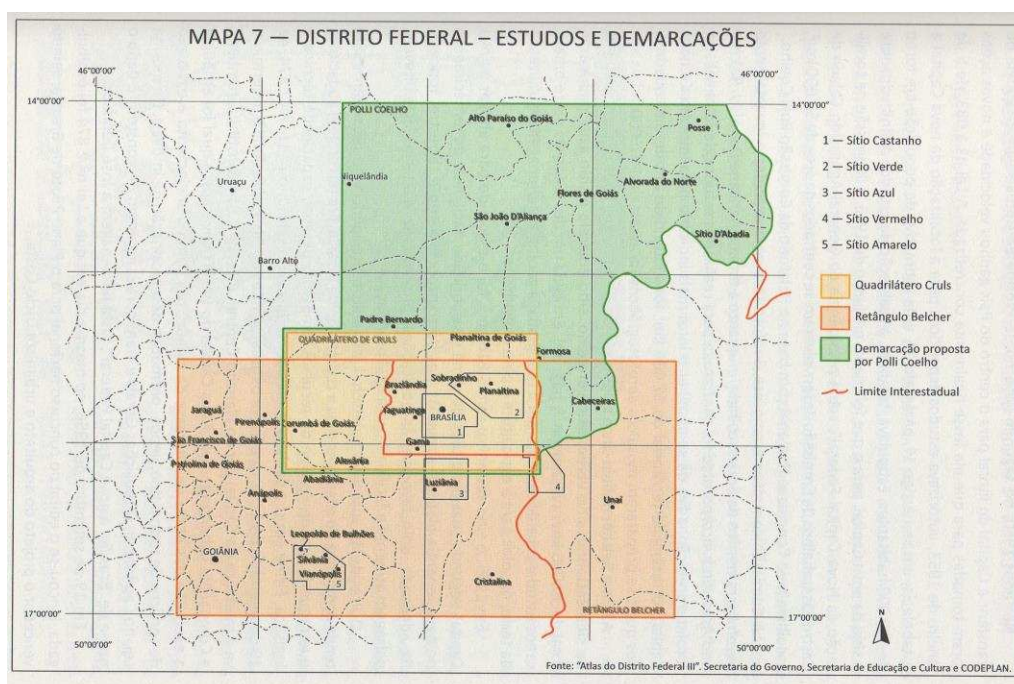 MAPA 7 — DISTRITO FEDERAL – ESTUDOS E DEMARCAÇÕES
46°00'00"
46°00'00"
14°00'00"
14°00'00"
POLLI COELHO
Alto Paraíso do Goiás
Posse
1 — Sítio Castanho
2 — Sítio Verde
3 — Sítio Azul
4 — Sítio Vermelho
5 — Sítio Amarelo
Uruaçu
Niquelândia
Alvorada do Norte
Flores de Goiás
São João D'Aliança
Sítio D'Abadia
Barro Alto
Quadrilátero Cruls
Retângulo Belcher
Demarcação proposta
por Polli Coelho
Limite Interestadual
Padre Bernardo
QUADRILÁTERO DE CRULS
Planaltina de Goiás
Formosa
Brazlândia
Sobradinho
Planaltina
2
Jaraguá
Taguatinga
BRASÍLIA
1
Cabeceiras
Pirenópolis
Corumbá de Goiás
São Francisco de Goiás
Gama
Petrolina de Goiás
Alexânia
Abadiânia
Luziânia
3
4
Anápolis
Unaí
Leopoldo de Bulhões
GOIÂNIA
Silvânia
Vianópolis
5
Cristalina
RETÂNGULO BELCHER
17°00'00"
17°00'00"
50°00'00"
50°00'00"
N
Fonte: "Atlas do Distrito Federal III". Secretaria do Governo, Secretaria de Educação e Cultura e CODEPLAN.